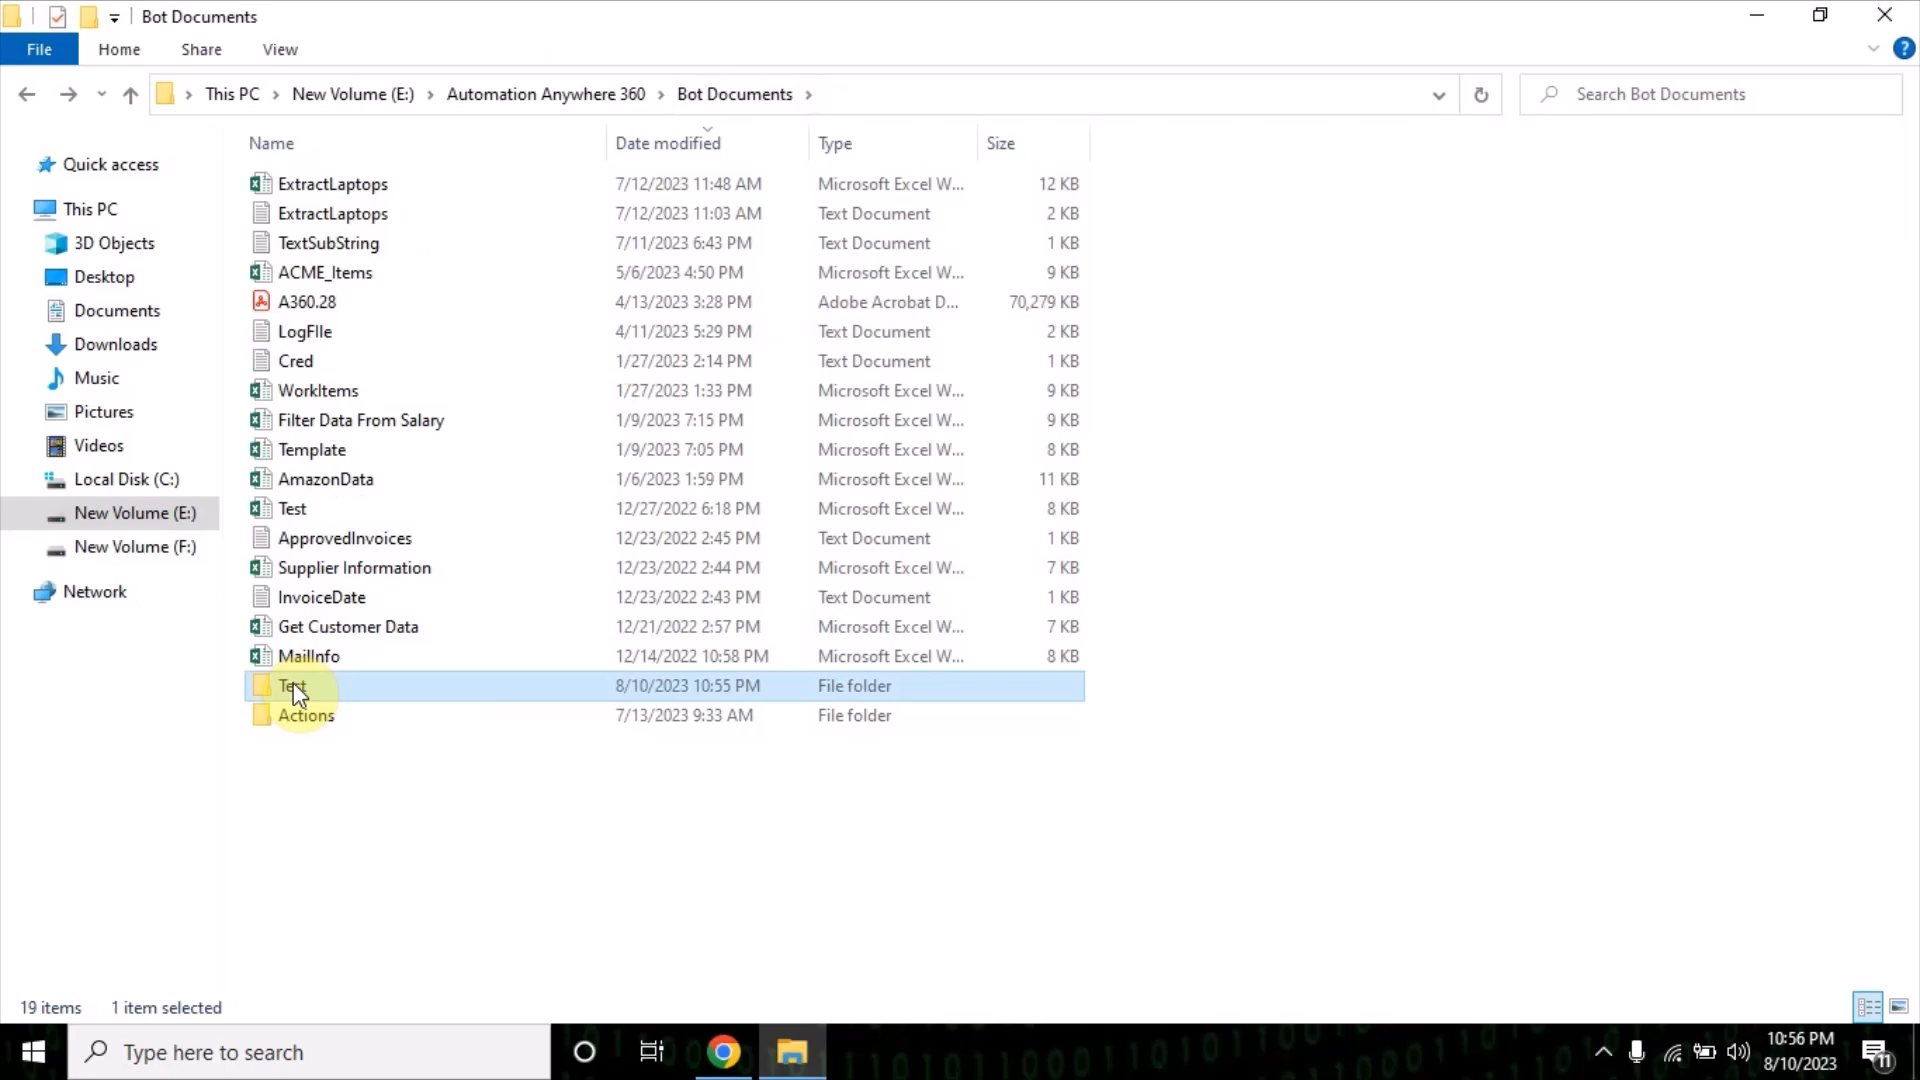 Bot Documents
File Home Share View
This PC New Volume (E:) Automation Anywhere 360 Bot Documents Search Bot Documents
Name Date modified Type Size
Quick access
This PC
3D Objects
Desktop
Documents
Downloads
Music
Pictures
Videos
Local Disk (C:)
New Volume (E:)
New Volume (F:)
Network
ExtractLaptops 7/12/2023 11:48 AM Microsoft Excel W... 12 KB
ExtractLaptops 7/12/2023 11:03 AM Text Document 2 KB
TextSubString 7/11/2023 6:43 PM Text Document 1 KB
ACME_Items 5/6/2023 4:50 PM Microsoft Excel W... 9 KB
A360.28 4/13/2023 3:28 PM Adobe Acrobat D... 70,279 KB
LogFIle 4/11/2023 5:29 PM Text Document 2 KB
Cred 1/27/2023 2:14 PM Text Document 1 KB
WorkItems 1/27/2023 1:33 PM Microsoft Excel W... 9 KB
Filter Data From Salary 1/9/2023 7:15 PM Microsoft Excel W... 9 KB
Template 1/9/2023 7:05 PM Microsoft Excel W... 8 KB
AmazonData 1/6/2023 1:59 PM Microsoft Excel W... 11 KB
Test 12/27/2022 6:18 PM Microsoft Excel W... 8 KB
ApprovedInvoices 12/23/2022 2:45 PM Text Document 1 KB
Supplier Information 12/23/2022 2:44 PM Microsoft Excel W... 7 KB
InvoiceDate 12/23/2022 2:43 PM Text Document 1 KB
Get Customer Data 12/21/2022 2:57 PM Microsoft Excel W... 7 KB
MailInfo 12/14/2022 10:58 PM Microsoft Excel W... 8 KB
Test 8/10/2023 10:55 PM File folder
Actions 7/13/2023 9:33 AM File folder
19 items 1 item selected
Type here to search
10:56 PM
8/10/2023
11